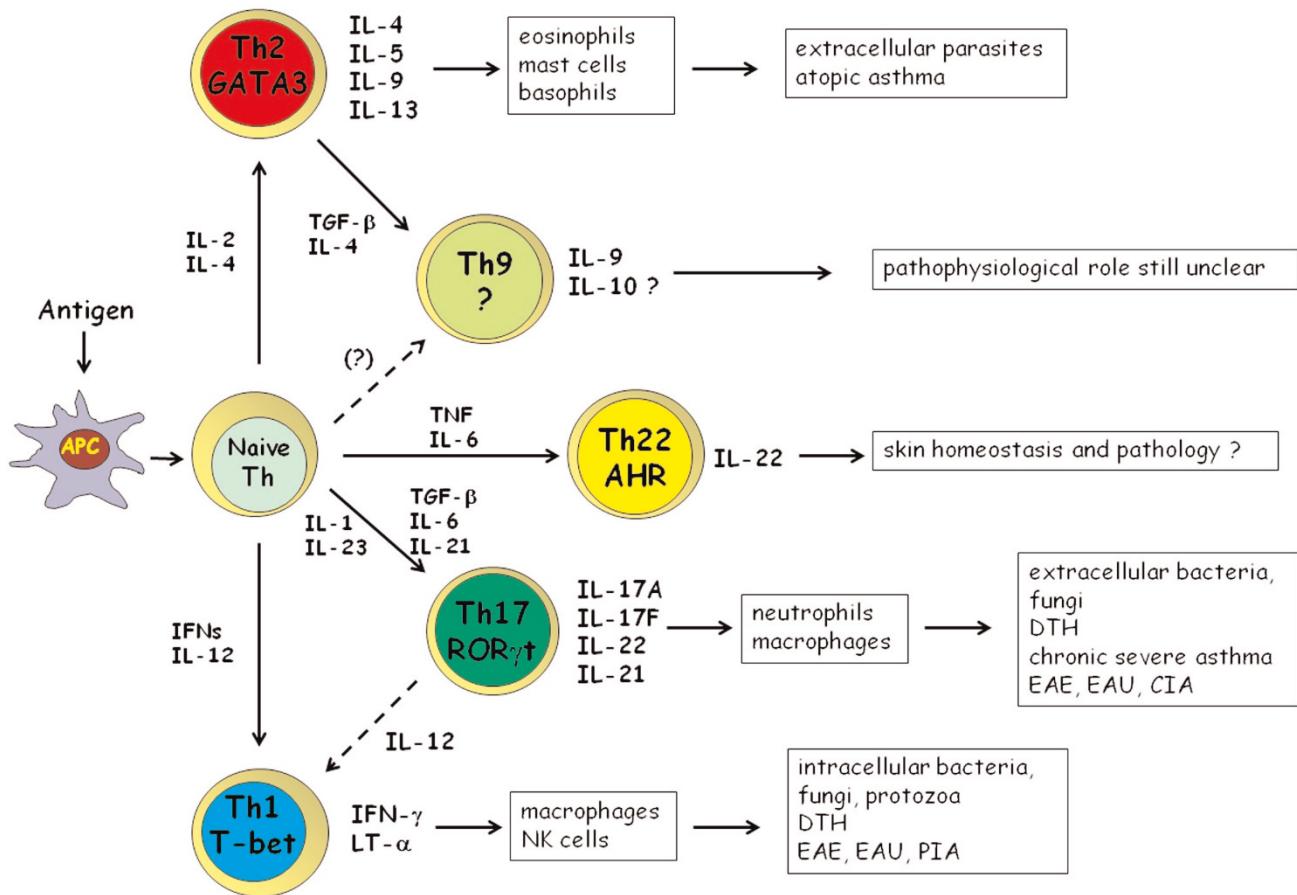 Th2
GATA3
IL-4
IL-5
IL-9
IL-13
eosinophils
mast cells
basophils
extracellular parasites
atopic asthma
IL-2
IL-4
TGF-β
IL-4
Th9
?
IL-9
IL-10 ?
pathophysiological role still unclear
Antigen
APC
Naive
Th
(?)
TNF
IL-6
Th22
AHR
IL-22
skin homeostasis and pathology ?
IL-1
IL-23
TGF-β
IL-6
IL-21
Th17
RORγt
IL-17A
IL-17F
IL-22
IL-21
neutrophils
macrophages
extracellular bacteria,
fungi
DTH
chronic severe asthma
EAE, EAU, CIA
IFNs
IL-12
IL-12
Th1
T-bet
IFN-γ
LT-α
macrophages
NK cells
intracellular bacteria,
fungi, protozoa
DTH
EAE, EAU, PIA